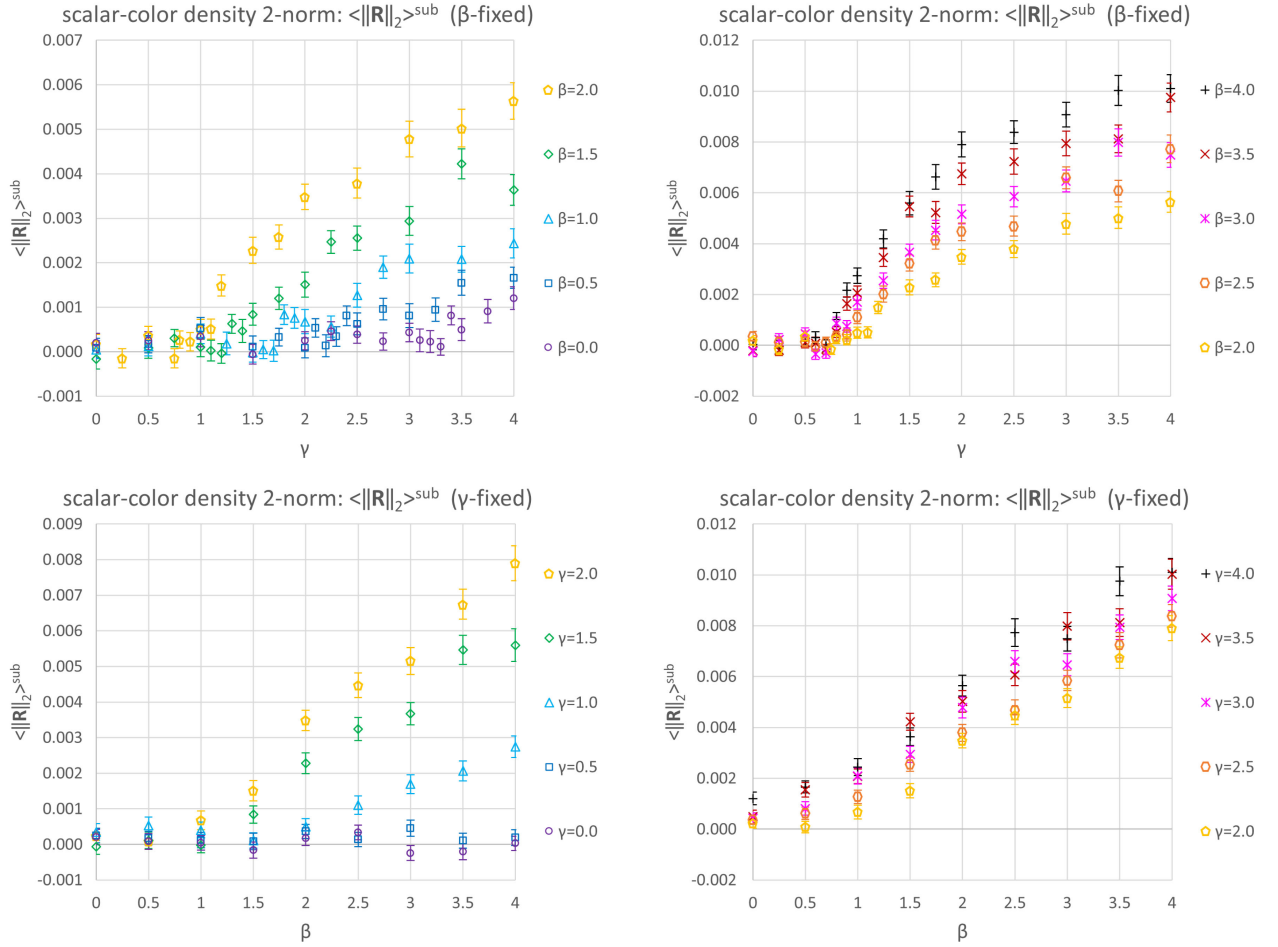 scalar-color density 2-norm: <‖R‖₂>ˢᵘᵇ (β-fixed)
0.007
0.006
0.005
0.004
0.003
0.002
0.001
0.000
-0.001
<‖R‖₂>ˢᵘᵇ
0 0.5 1 1.5 2 2.5 3 3.5 4
γ
β=2.0
β=1.5
β=1.0
β=0.5
β=0.0
scalar-color density 2-norm: <‖R‖₂>ˢᵘᵇ (β-fixed)
0.012
0.010
0.008
0.006
0.004
0.002
0.000
-0.002
<‖R‖₂>ˢᵘᵇ
0 0.5 1 1.5 2 2.5 3 3.5 4
γ
β=4.0
β=3.5
β=3.0
β=2.5
β=2.0
scalar-color density 2-norm: <‖R‖₂>ˢᵘᵇ (γ-fixed)
0.009
0.008
0.007
0.006
0.005
0.004
0.003
0.002
0.001
0.000
-0.001
<‖R‖₂>ˢᵘᵇ
0 0.5 1 1.5 2 2.5 3 3.5 4
β
γ=2.0
γ=1.5
γ=1.0
γ=0.5
γ=0.0
scalar-color density 2-norm: <‖R‖₂>ˢᵘᵇ (γ-fixed)
0.012
0.010
0.008
0.006
0.004
0.002
0.000
-0.002
<‖R‖₂>ˢᵘᵇ
0 0.5 1 1.5 2 2.5 3 3.5 4
β
γ=4.0
γ=3.5
γ=3.0
γ=2.5
γ=2.0